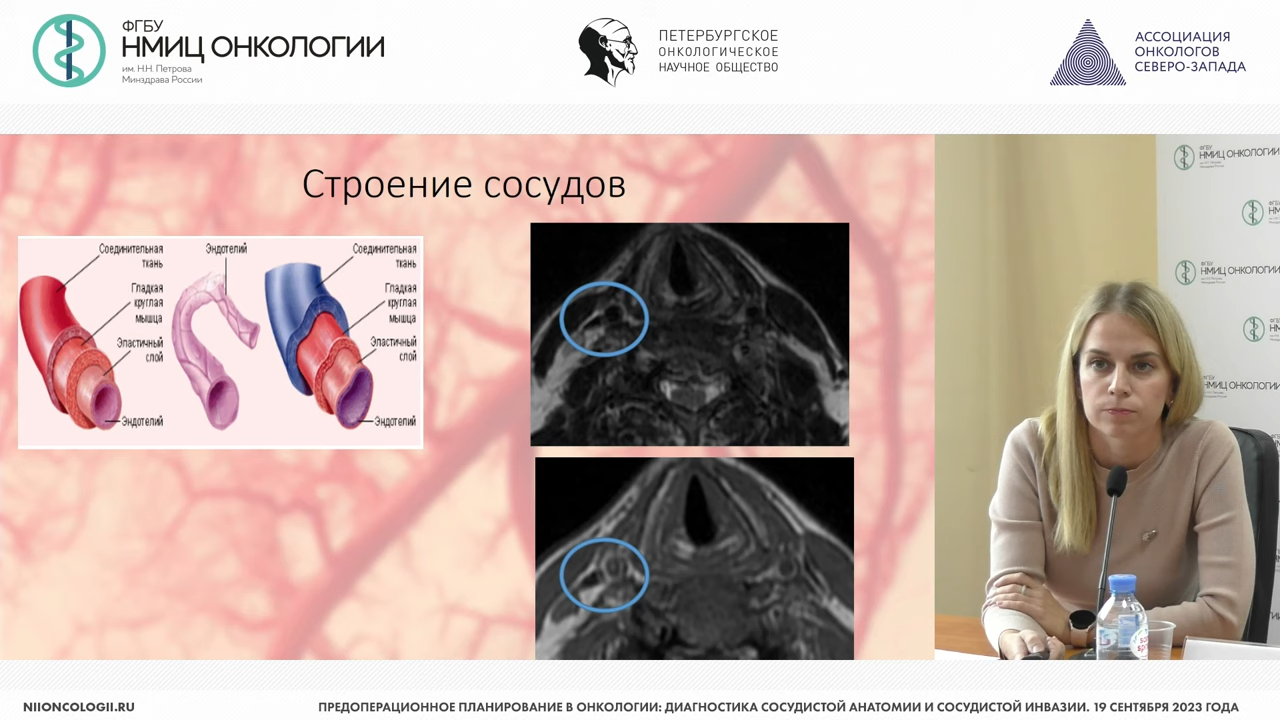 ФГБУ
НМИЦ ОНКОЛОГИИ
им. Н.Н. Петрова
Минздрава России
ПЕТЕРБУРГСКОЕ
ОНКОЛОГИЧЕСКОЕ
НАУЧНОЕ ОБЩЕСТВО
АССОЦИАЦИЯ
ОНКОЛОГОВ
СЕВЕРО-ЗАПАДА
Строение сосудов
Соединительная
ткань
Гладкая
круглая
мышца
Эластичный
слой
Эндотелий
Эндотелий
Соединительная
ткань
Гладкая
круглая
мышца
Эластичный
слой
Эндотелий
ФГБУ
НМИЦ ОНКОЛОГИИ
НМИЦ ОНКОЛОГИИ
НМИЦ ОНКОЛОГИИ
NIIONCOLOGII.RU
ПРЕДОПЕРАЦИОННОЕ ПЛАНИРОВАНИЕ В ОНКОЛОГИИ: ДИАГНОСТИКА СОСУДИСТОЙ АНАТОМИИ И СОСУДИСТОЙ ИНВАЗИИ. 19 СЕНТЯБРЯ 2023 ГОДА